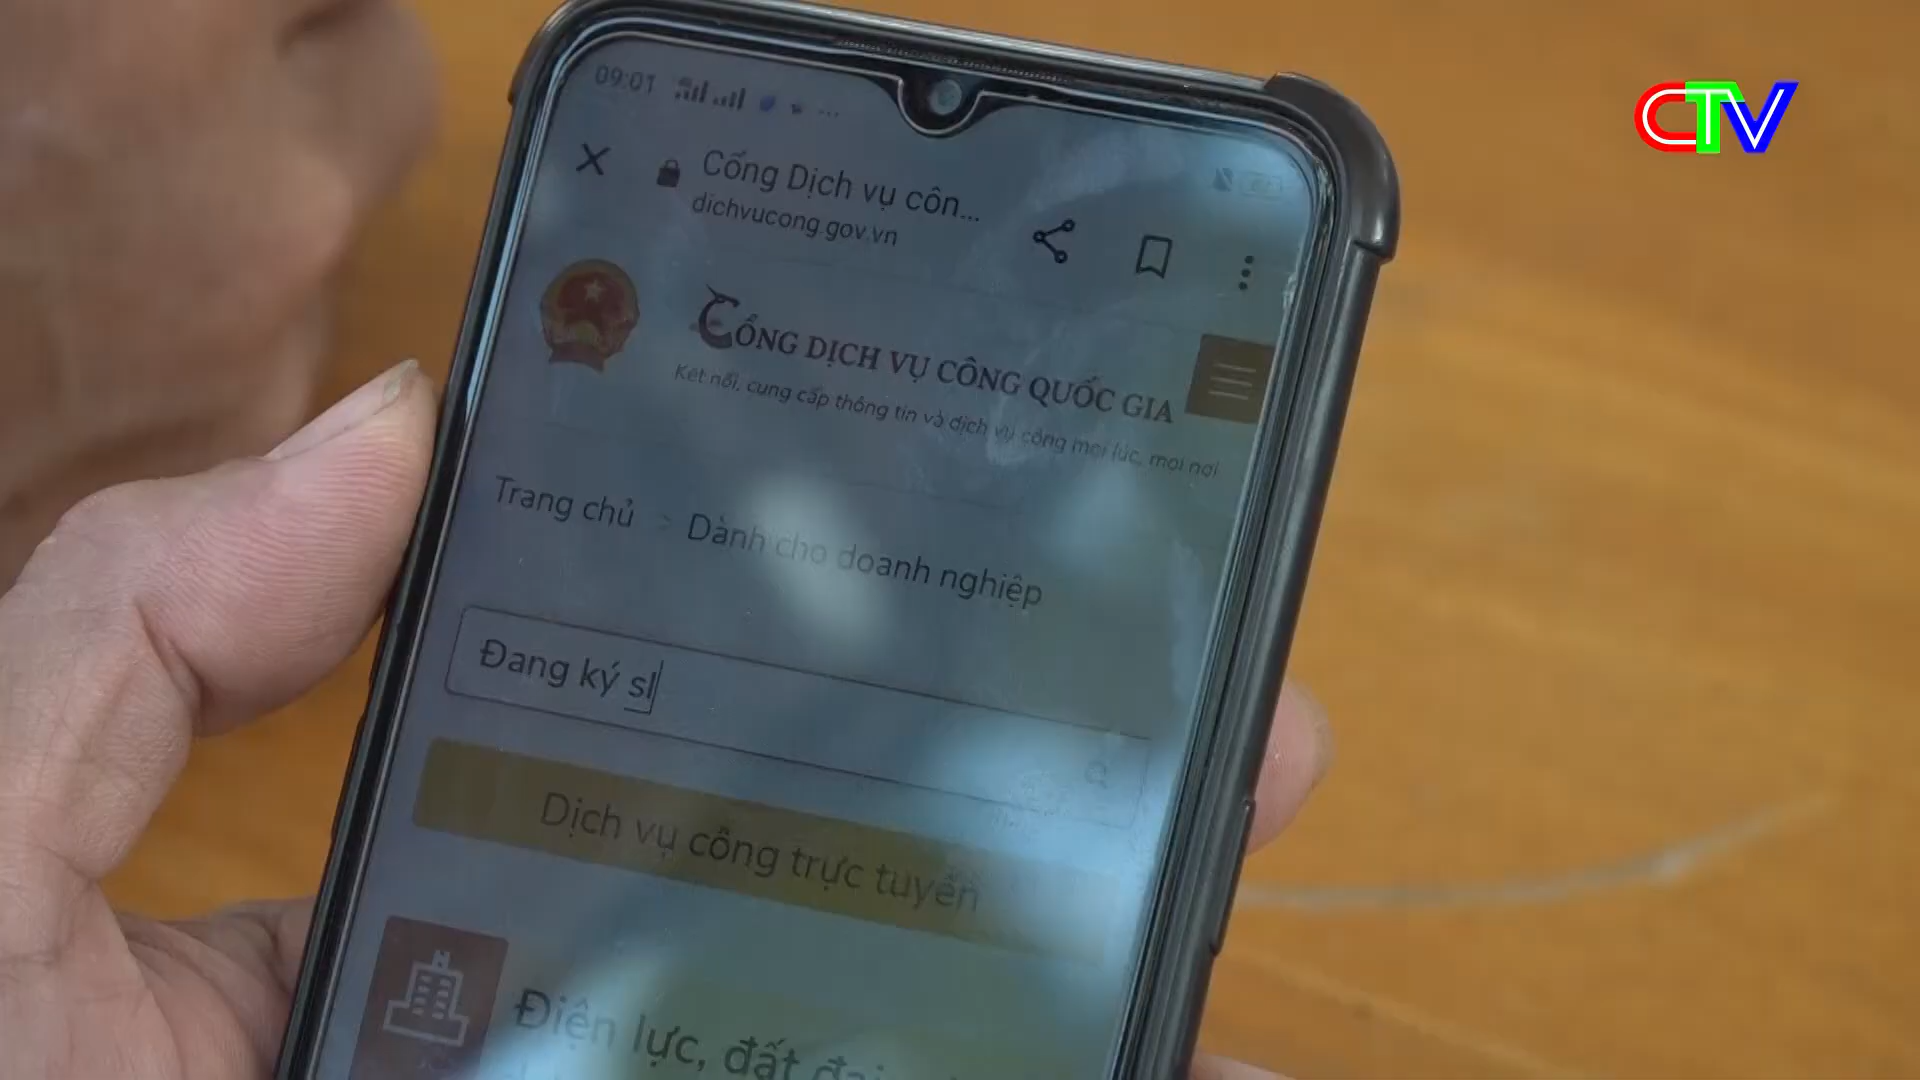 CTV
09:01
Cổng Dịch vụ côn...
dichvucong.gov.vn
CỔNG DỊCH VỤ CÔNG QUỐC GIA
Kết nối, cung cấp thông tin và dịch vụ công mọi lúc, mọi nơi
Trang chủ > Dành cho doanh nghiệp
Đang ký sl
Dịch vụ công trực tuyến
Điện lực, đất đai